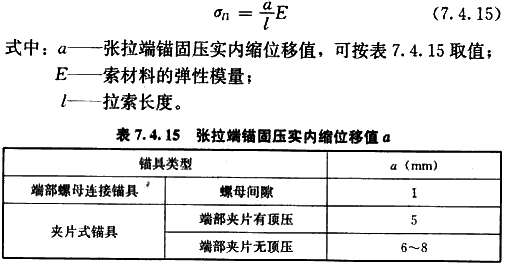 σₗ₁ = a/l E (7.4.15)
式中：a——张拉端锚固压实内缩位移值，可按表 7.4.15 取值；
E——索材料的弹性模量；
l——拉索长度。
表 7.4.15 张拉端锚固压实内缩位移值 a
锚具类型 a（mm）
端部螺母连接锚具 螺母间隙 1
夹片式锚具 端部夹片有顶压 5
端部夹片无顶压 6～8